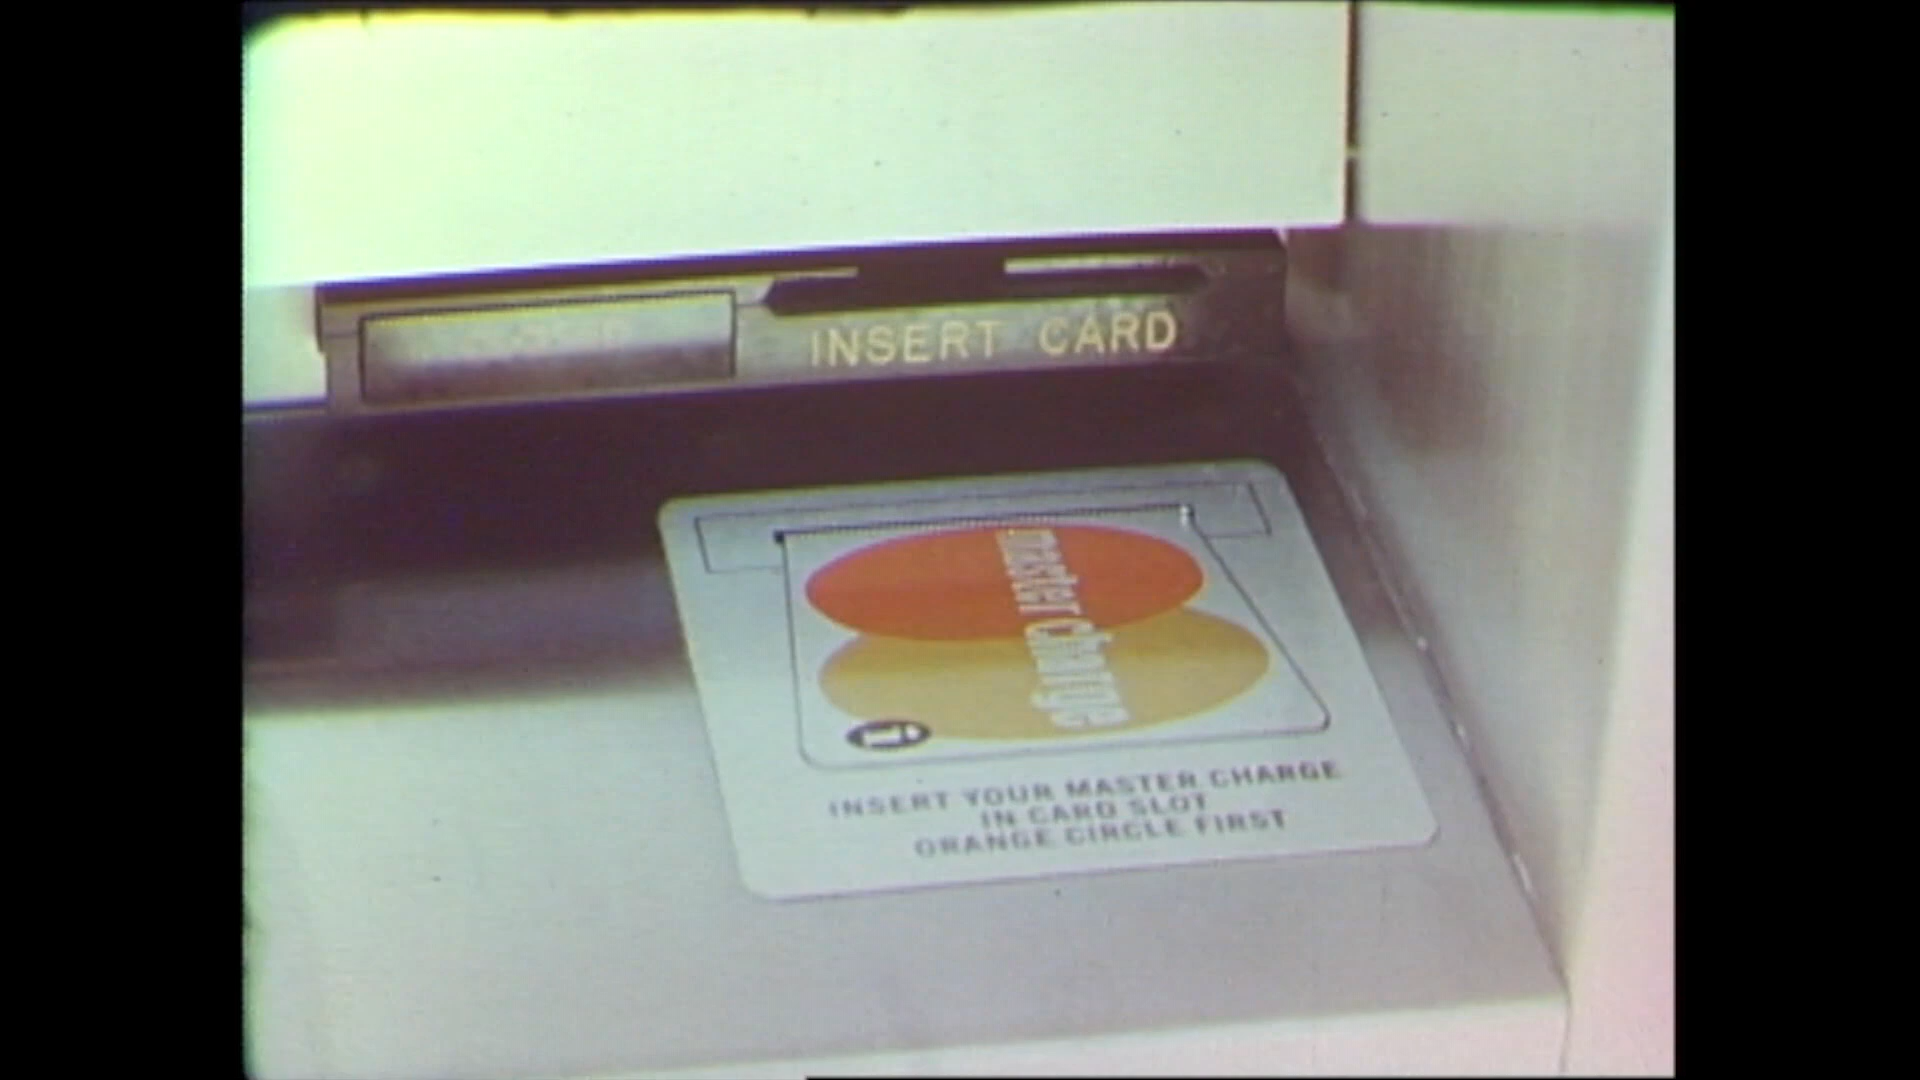 INSERT CARD
master charge
i
INSERT YOUR MASTER CHARGE
IN CARD SLOT
ORANGE CIRCLE FIRST